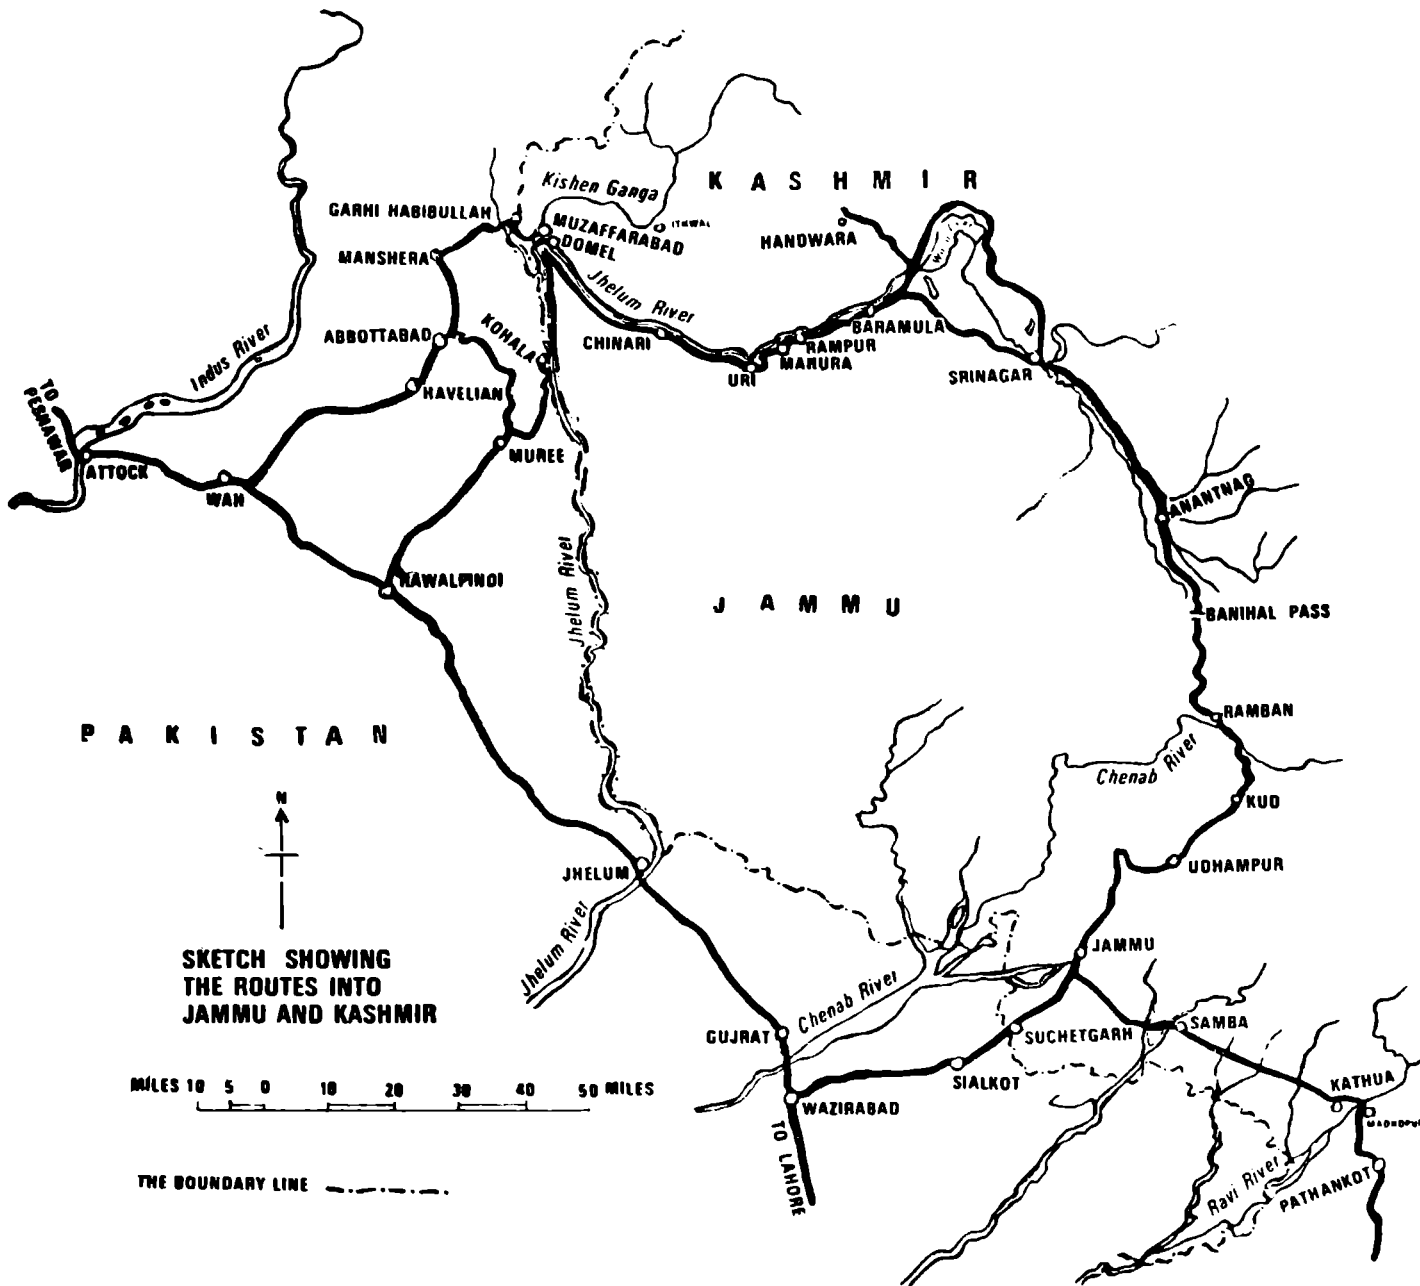 KASHMIR
Kishen Ganga
GARHI HABIBULLAH
MUZAFFARABAD
DOMEL
HANDWARA
MANSHERA
Jhelum River
Indus River
ABBOTTABAD
KOHALA
CHINARI
BARAMULA
RAMPUR
MAHURA
URI
SRINAGAR
HAVELIAN
TO
PESHAWAR
ATTOCK
MUREE
WAH
ANANTNAG
RAWALPINDI
Jhelum River
JAMMU
BANIHAL PASS
PAKISTAN
RAMBAN
Chenab River
N
KUD
JHELUM
UDHAMPUR
Jhelum River
JAMMU
SKETCH SHOWING
THE ROUTES INTO
JAMMU AND KASHMIR
Chenab River
GUJRAT
SUCHETGARH
SAMBA
SIALKOT
KATHUA
MILES 10 5 0 10 20 30 40 50 MILES
WAZIRABAD
TO LAHORE
THE BOUNDARY LINE
Ravi River
PATHANKOT